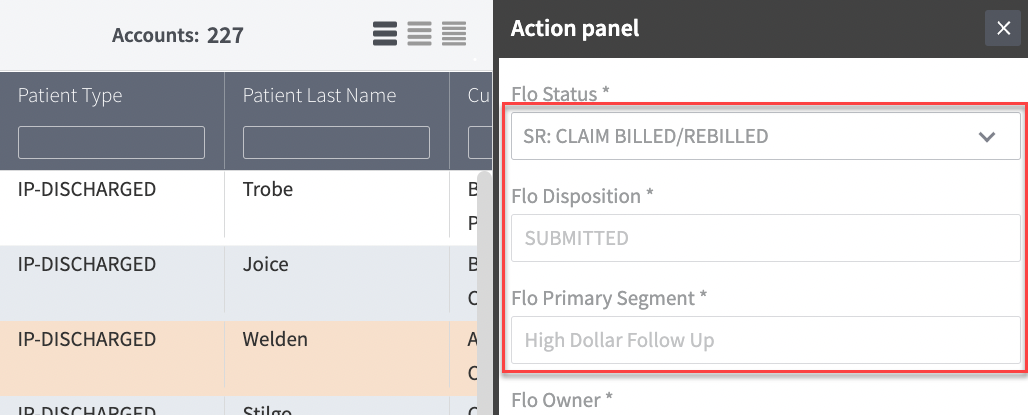 Accounts: 227
Patient Type
Patient Last Name
Cu
IP-DISCHARGED
Trobe
B
P
IP-DISCHARGED
Joice
B
C
IP-DISCHARGED
Welden
A
C
IP-DISCHARGED
Stilgo
Action panel
Flo Status *
SR: CLAIM BILLED/REBILLED
Flo Disposition *
SUBMITTED
Flo Primary Segment *
High Dollar Follow Up
Flo Owner *